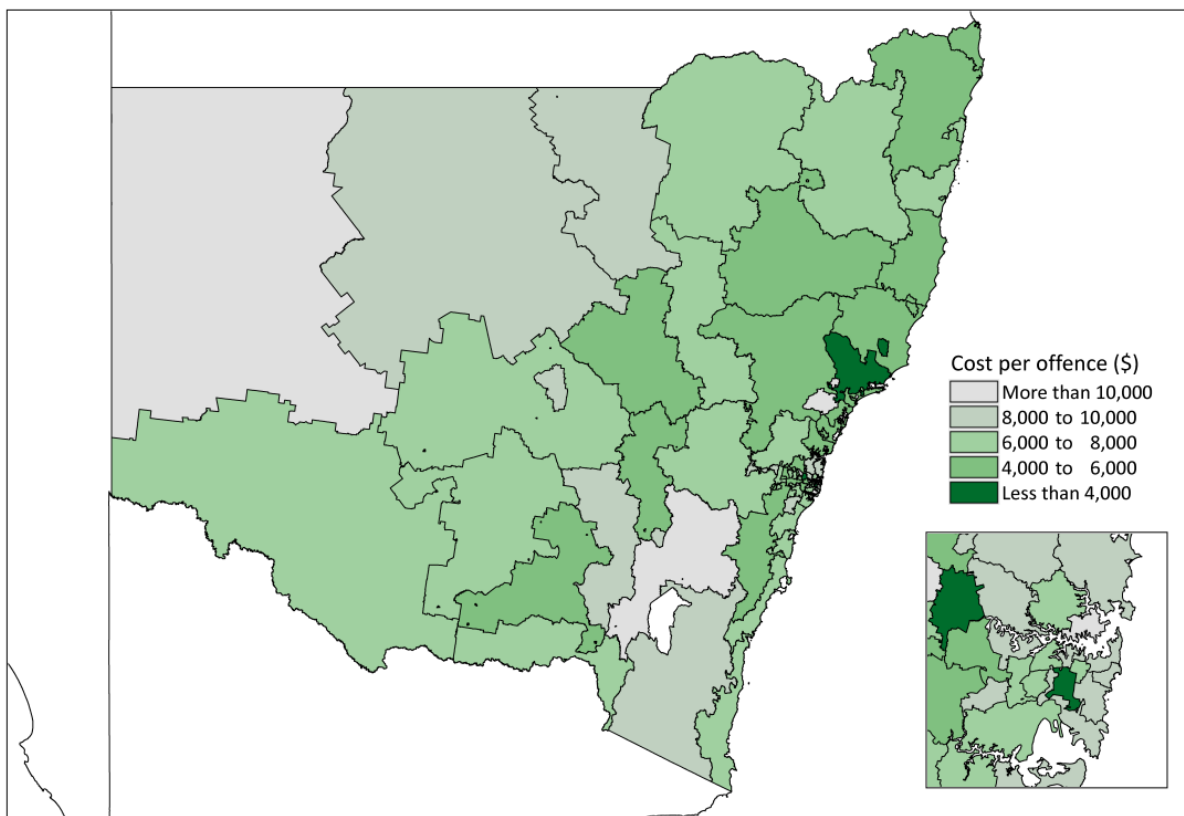 Cost per offence ($)
More than 10,000
8,000 to 10,000
6,000 to 8,000
4,000 to 6,000
Less than 4,000